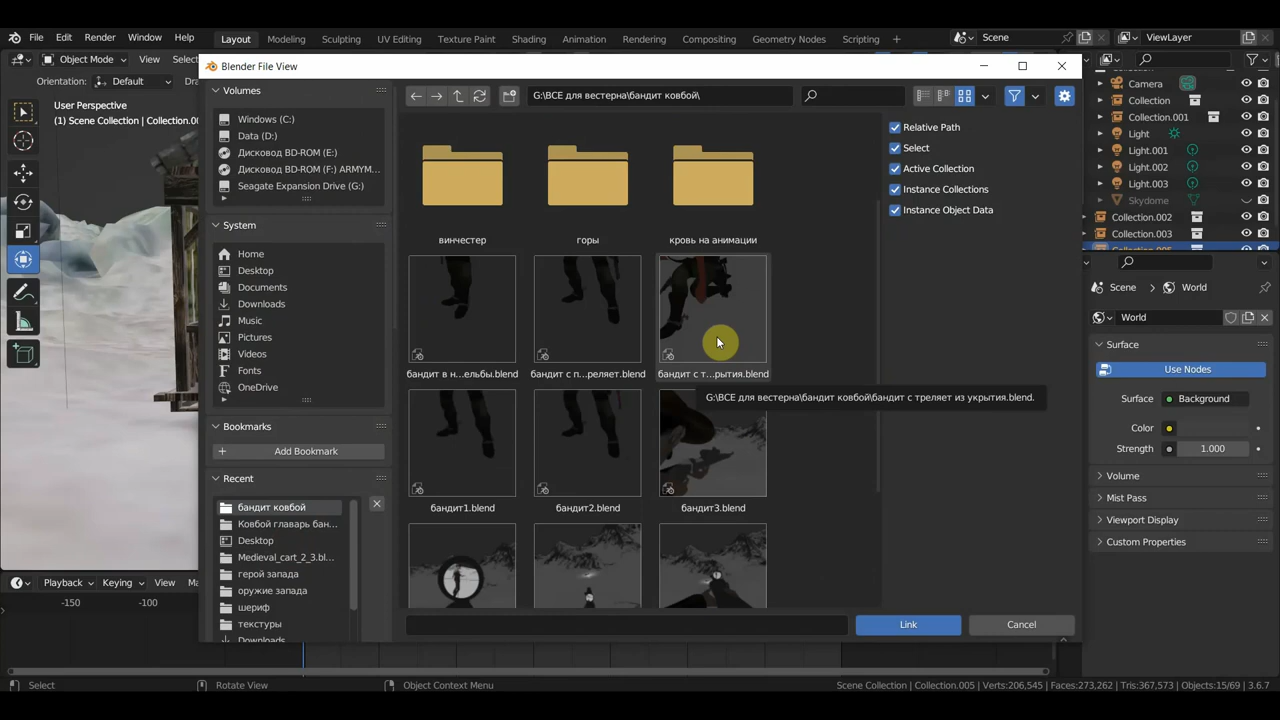 File Edit Render Window Help
Layout Modeling Sculpting UV Editing Texture Paint Shading Animation Rendering Compositing Geometry Nodes Scripting
Scene
ViewLayer
Object Mode View
Orientation: Default
User Perspective
(1) Scene Collection | Collection.00
Blender File View
Volumes
Windows (C:)
Data (D:)
Дисковод BD-ROM (E:)
Дисковод BD-ROM (F:) ARMYM...
Seagate Expansion Drive (G:)
System
Home
Desktop
Documents
Downloads
Music
Pictures
Videos
Fonts
OneDrive
Bookmarks
Add Bookmark
Recent
бандит ковбой
Ковбой главарь бан...
Desktop
Medieval_cart_2_3.bl...
герой запада
оружие запада
шериф
текстуры
Downloads
G:\ВСЕ для вестерна\бандит ковбой\
винчестер
горы
кровь на анимации
бандит в н...ельбы.blend
бандит с п...реляет.blend
бандит с т...рытия.blend
G:\ВСЕ для вестерна\бандит ковбой\бандит с треляет из укрытия.blend.
бандит1.blend
бандит2.blend
бандит3.blend
Relative Path
Select
Active Collection
Instance Collections
Instance Object Data
Link
Cancel
Camera
Collection
Collection.001
Light
Light.001
Light.002
Light.003
Skydome
Collection.002
Collection.003
Collection.005
Scene
World
World
Surface
Use Nodes
Surface
Background
Color
Strength
1.000
Volume
Mist Pass
Viewport Display
Custom Properties
Playback Keying View
-150
-100
Select
Rotate View
Object Context Menu
Scene Collection | Collection.005 | Verts:206,545 | Faces:273,262 | Tris:367,573 | Objects:15/69 | 3.6.7